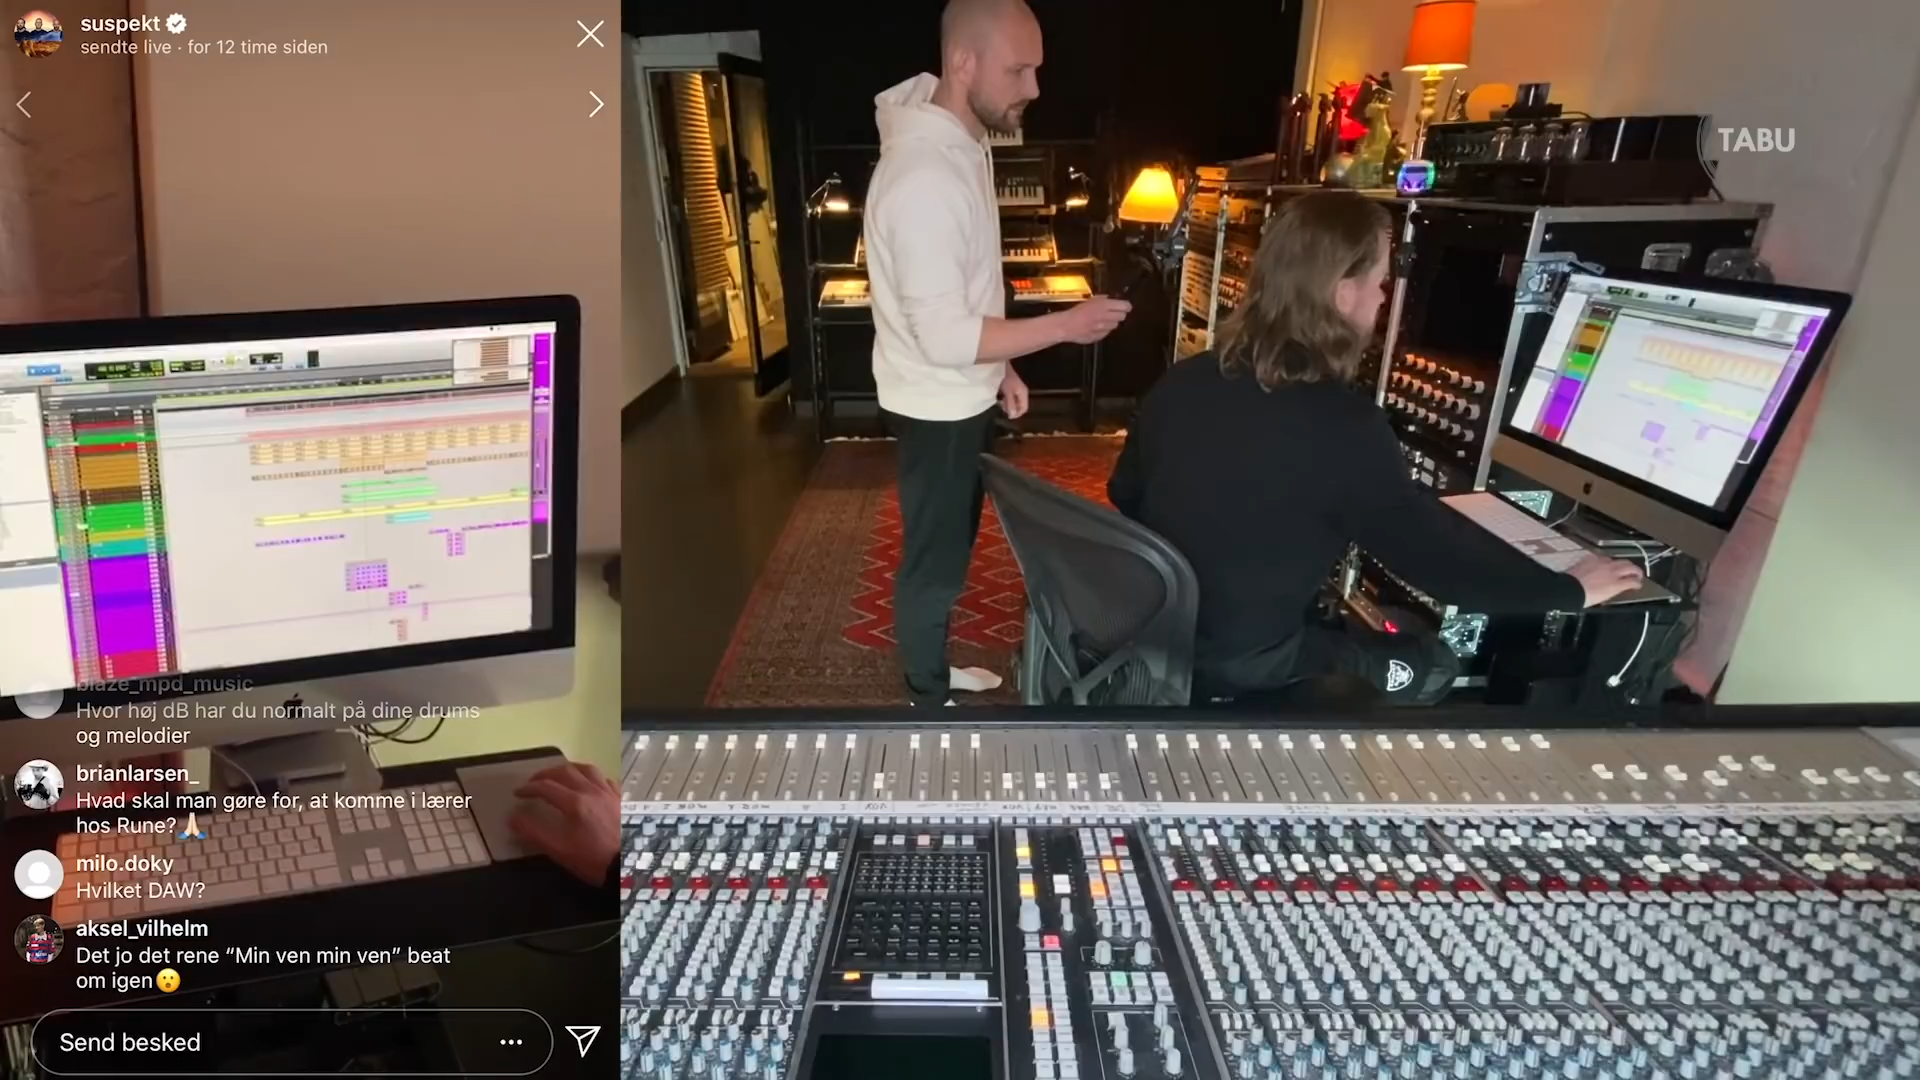 suspekt
sendte live · for 12 time siden
TABU
blaze_mpd_music
Hvor høj dB har du normalt på dine drums
og melodier
brianlarsen_
Hvad skal man gøre for, at komme i lærer
hos Rune?🙏🏻
milo.doky
Hvilket DAW?
aksel_vilhelm
Det jo det rene “Min ven min ven” beat
om igen😮
Send besked